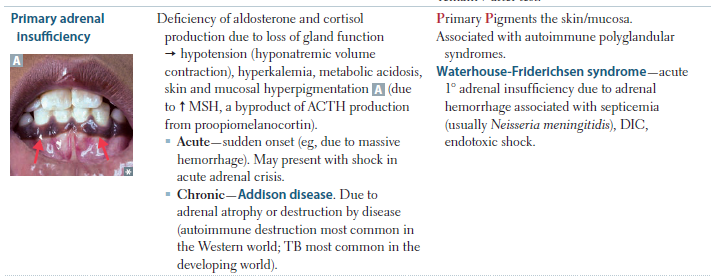 Primary adrenal
insufficiency
A
Deficiency of aldosterone and cortisol
production due to loss of gland function
→ hypotension (hyponatremic volume
contraction), hyperkalemia, metabolic acidosis,
skin and mucosal hyperpigmentation A (due
to ↑ MSH, a byproduct of ACTH production
from proopiomelanocortin).
▪ Acute—sudden onset (eg, due to massive
hemorrhage). May present with shock in
acute adrenal crisis.
▪ Chronic—Addison disease. Due to
adrenal atrophy or destruction by disease
(autoimmune destruction most common in
the Western world; TB most common in the
developing world).
Primary Pigments the skin/mucosa.
Associated with autoimmune polyglandular
syndromes.
Waterhouse-Friderichsen syndrome—acute
1° adrenal insufficiency due to adrenal
hemorrhage associated with septicemia
(usually Neisseria meningitidis), DIC,
endotoxic shock.